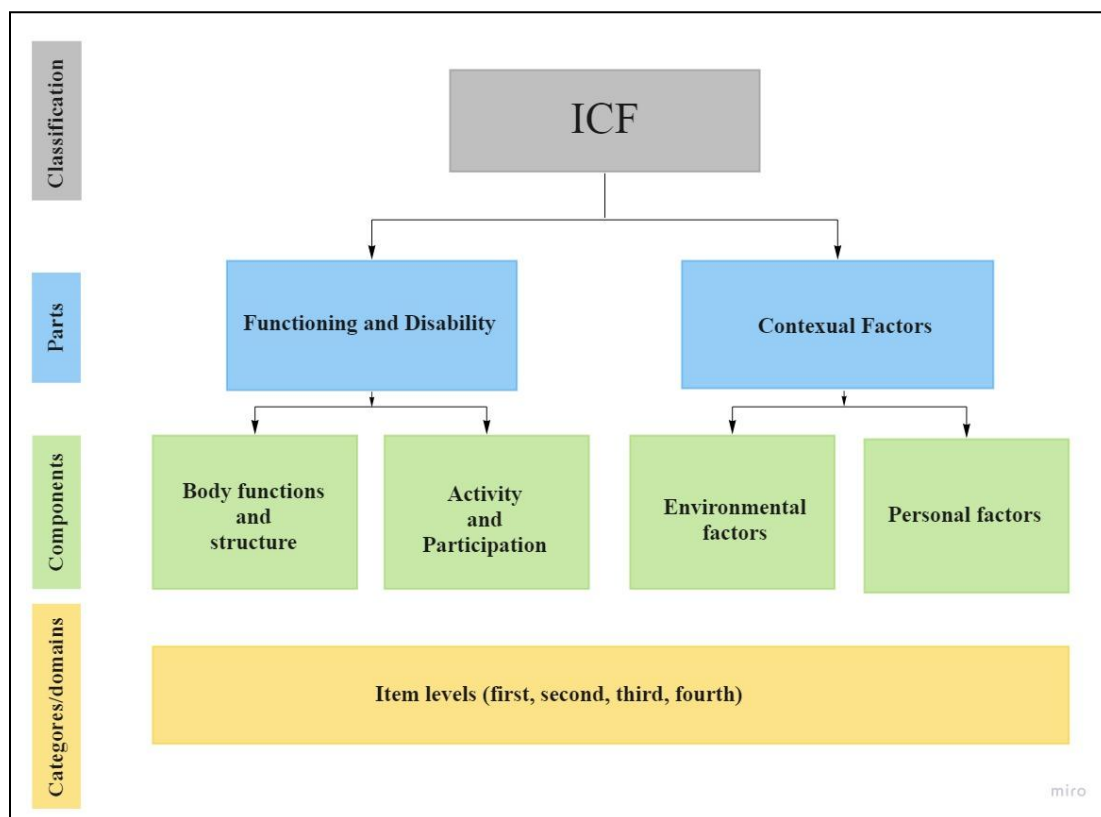 Classification
ICF
Parts
Functioning and Disability
Contexual Factors
Components
Body functions
and
structure
Activity
and
Participation
Environmental
factors
Personal factors
Categores/domains
Item levels (first, second, third, fourth)
miro